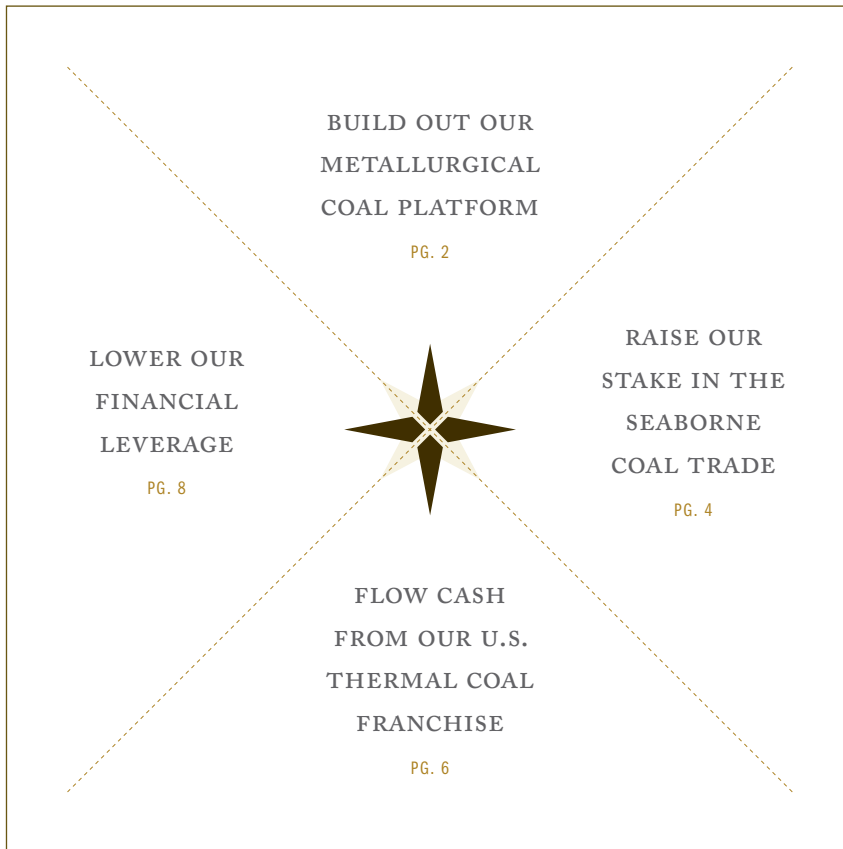 BUILD OUT OUR
METALLURGICAL
COAL PLATFORM
PG. 2
RAISE OUR
STAKE IN THE
SEABORNE
COAL TRADE
PG. 4
FLOW CASH
FROM OUR U.S.
THERMAL COAL
FRANCHISE
PG. 6
LOWER OUR
FINANCIAL
LEVERAGE
PG. 8